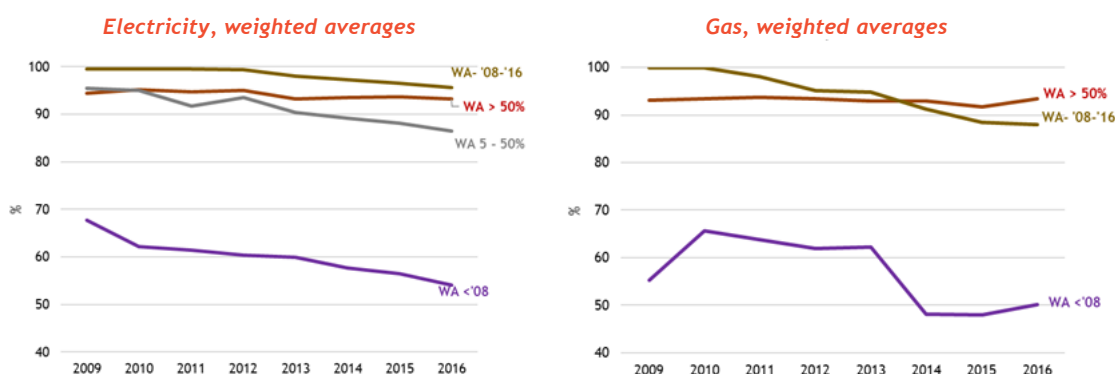 Electricity, weighted averages
100
90
80
70
60
50
40
%
WA- '08-'16
WA > 50%
WA 5 - 50%
WA <'08
2009 2010 2011 2012 2013 2014 2015 2016
Gas, weighted averages
100
90
80
70
60
50
40
%
WA > 50%
WA- '08-'16
WA <'08
2009 2010 2011 2012 2013 2014 2015 2016